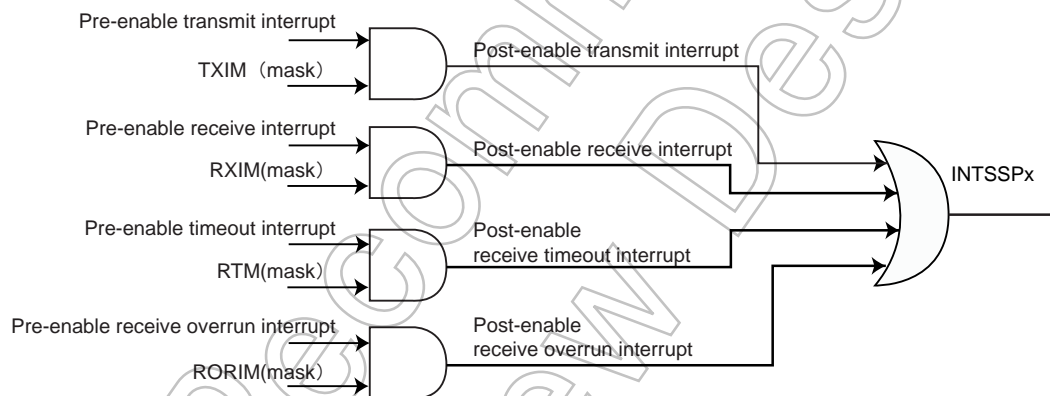 Pre-enable transmit interrupt
TXIM （mask）
Post-enable transmit interrupt
Pre-enable receive interrupt
RXIM(mask）
Post-enable receive interrupt
INTSSPx
Pre-enable timeout interrupt
RTM(mask）
Post-enable
receive timeout interrupt
Pre-enable receive overrun interrupt
RORIM(mask）
Post-enable
receive overrun interrupt